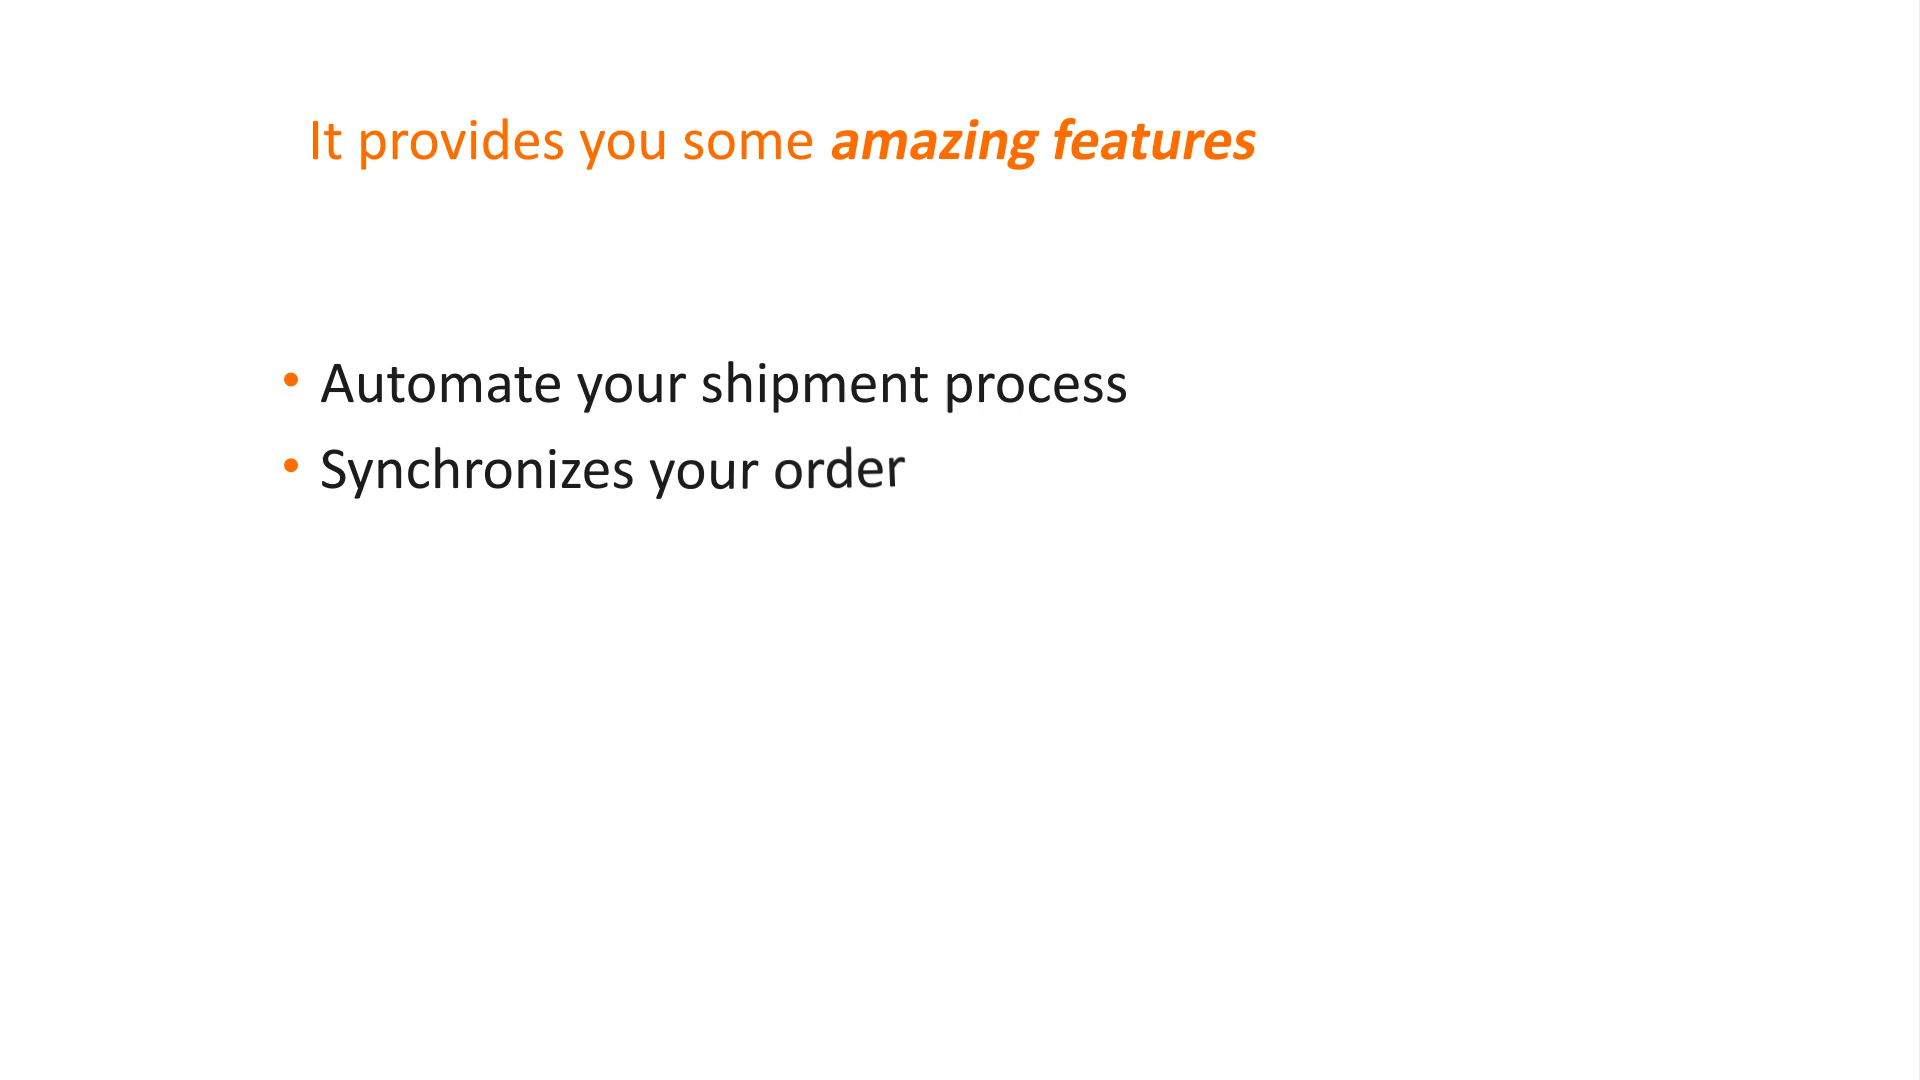 It provides you some amazing features
• Automate your shipment process
• Synchronizes your order